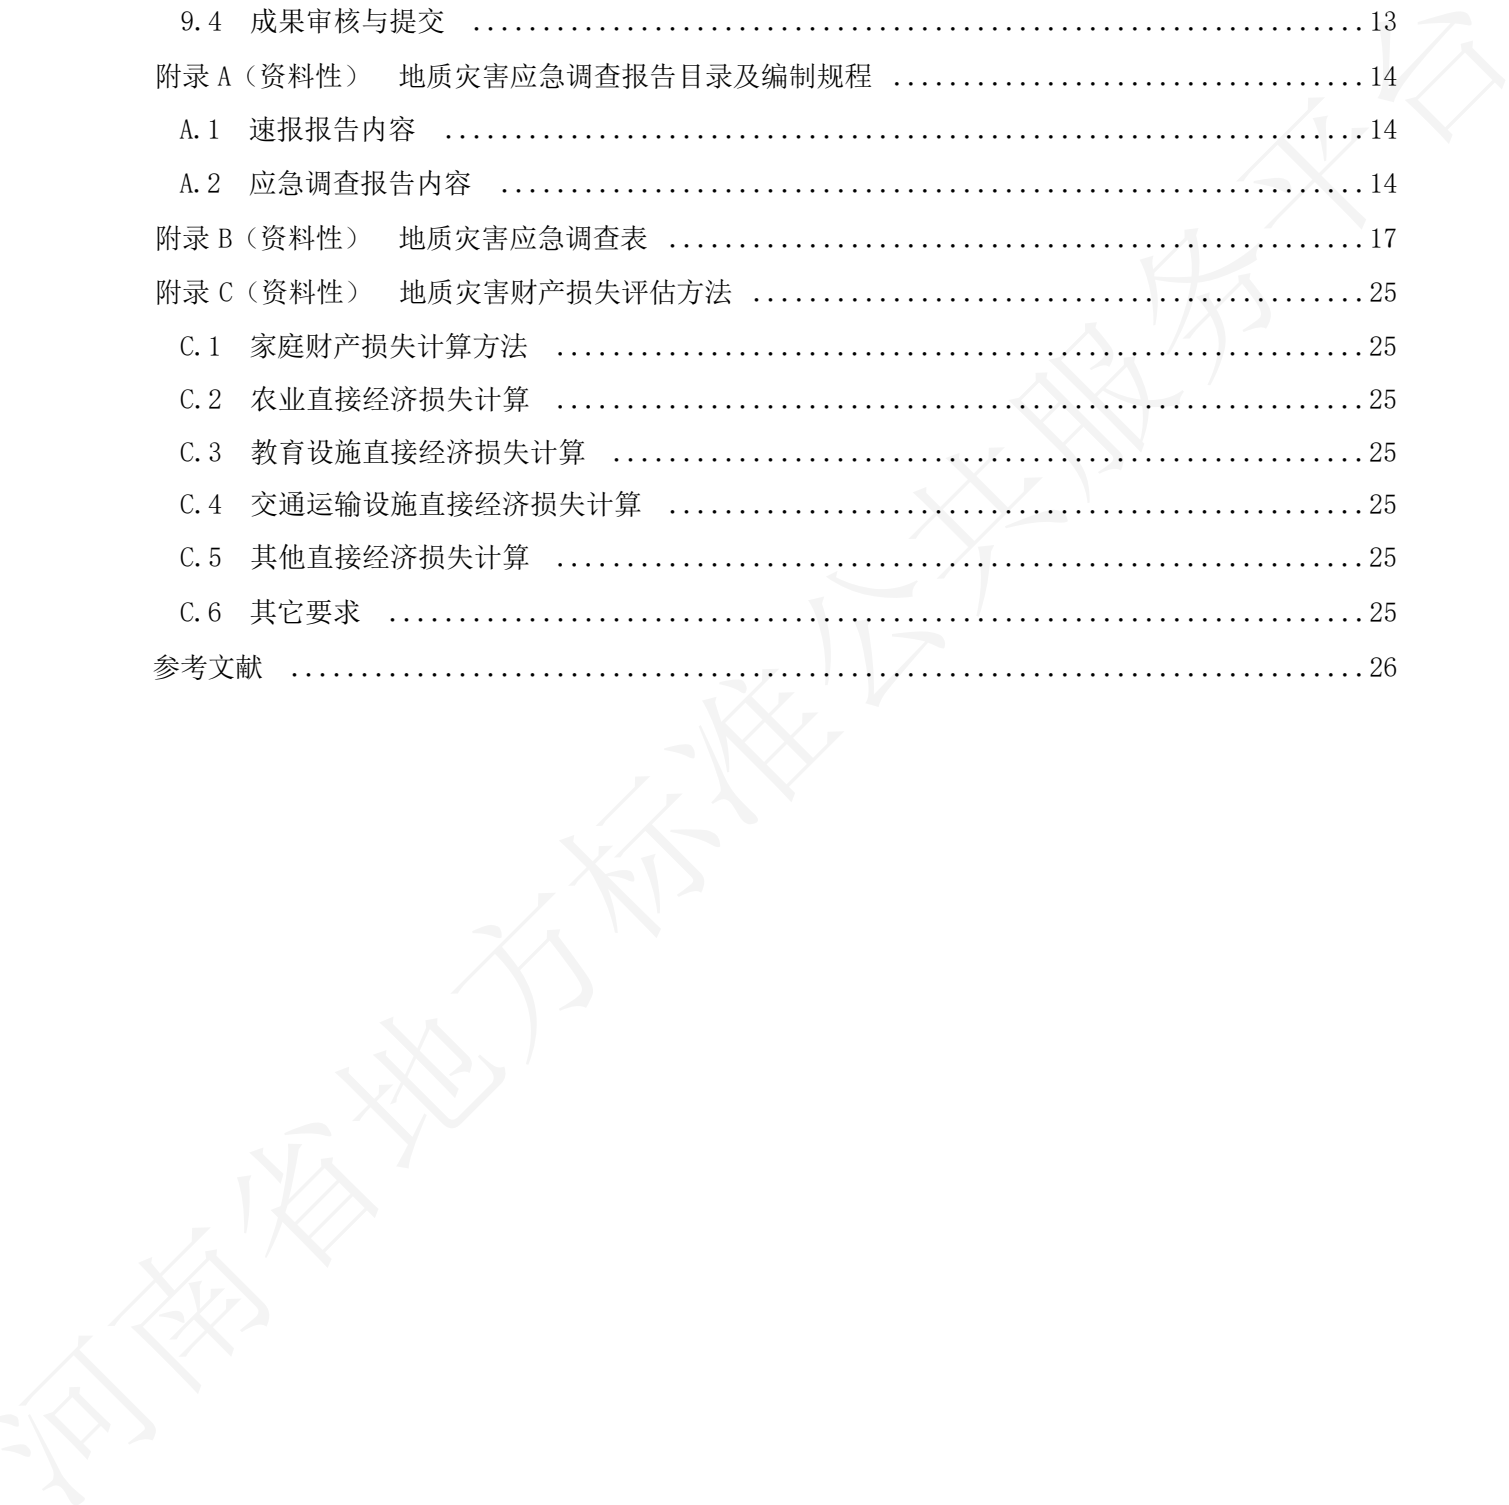 9.4 成果审核与提交 ................................................................ 13
附录 A（资料性） 地质灾害应急调查报告目录及编制规程 .................................. 14
A.1 速报报告内容 .................................................................. 14
A.2 应急调查报告内容 .............................................................. 14
附录 B（资料性） 地质灾害应急调查表 .................................................. 17
附录 C（资料性） 地质灾害财产损失评估方法 ............................................ 25
C.1 家庭财产损失计算方法 .......................................................... 25
C.2 农业直接经济损失计算 .......................................................... 25
C.3 教育设施直接经济损失计算 ...................................................... 25
C.4 交通运输设施直接经济损失计算 .................................................. 25
C.5 其他直接经济损失计算 .......................................................... 25
C.6 其它要求 ...................................................................... 25
参考文献 ............................................................................. 26
河南省地方标准公共服务平台